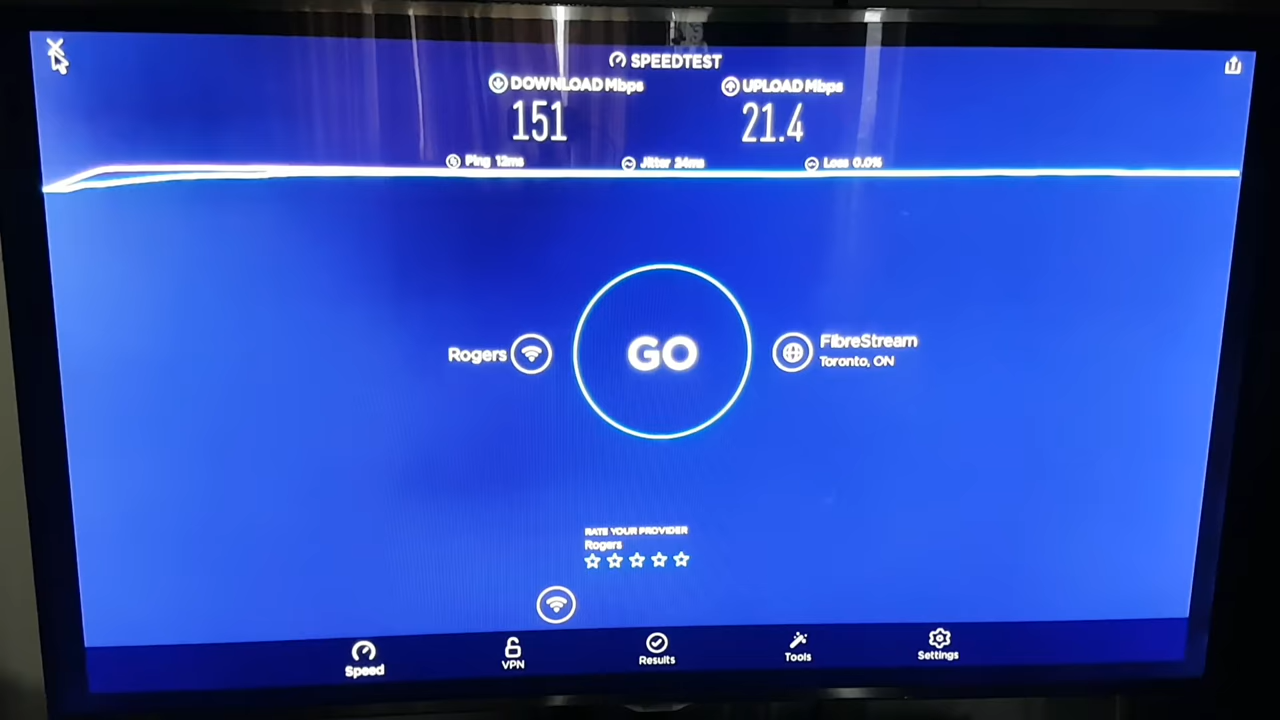 SPEEDTEST
DOWNLOAD Mbps
UPLOAD Mbps
151
21.4
Ping 12ms
Jitter 24ms
Loss 0.0%
Rogers
GO
FibreStream
Toronto, ON
RATE YOUR PROVIDER
Rogers
Speed
VPN
Results
Tools
Settings